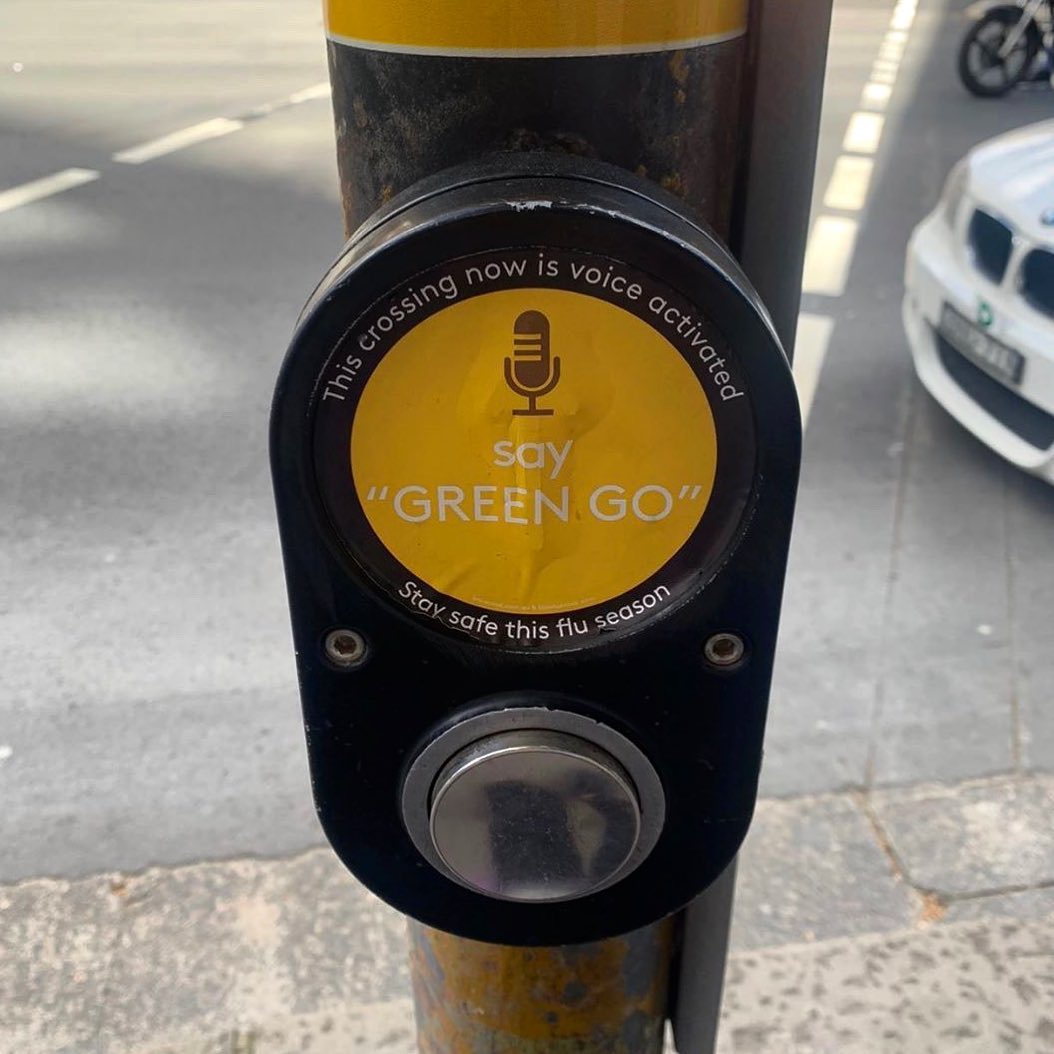 This crossing now is voice activated
say
“GREEN GO”
Stay safe this flu season